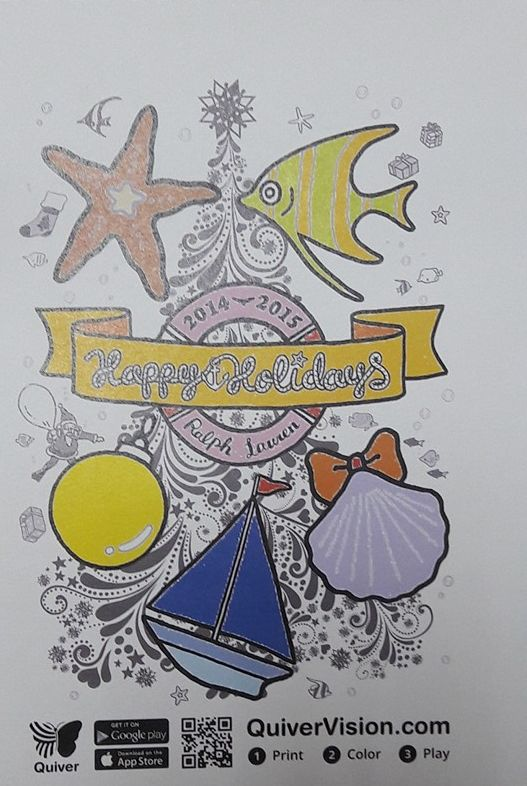 2014 2015
Happy Holidays
Ralph Lauren
Quiver
GET IT ON
Google play
Download on the
App Store
QuiverVision.com
1 Print 2 Color 3 Play